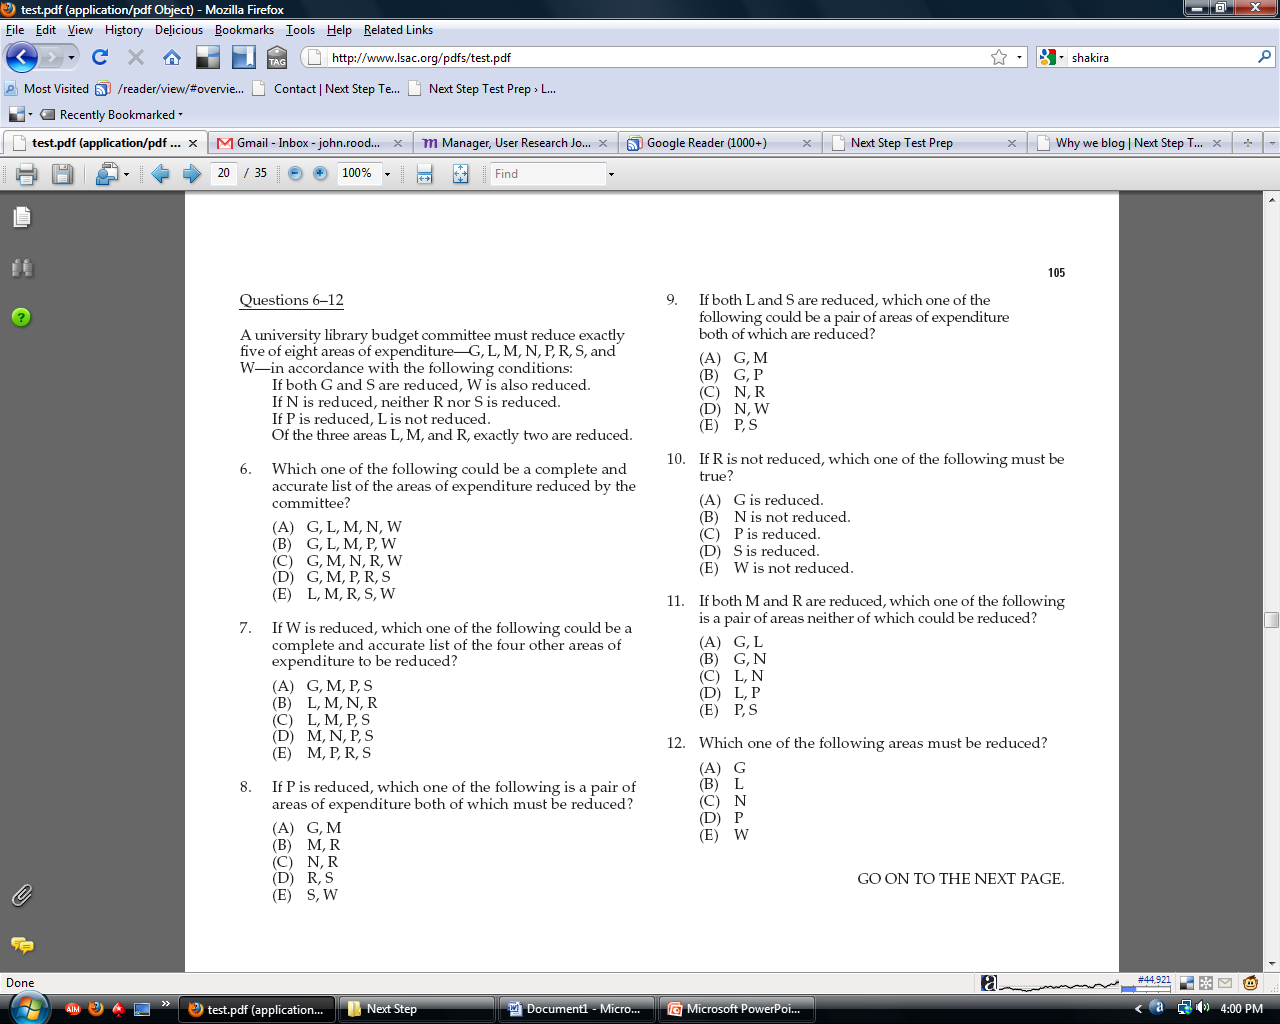 test.pdf (application/pdf Object) - Mozilla Firefox
File Edit View History Delicious Bookmarks Tools Help Related Links
TAG http://www.lsac.org/pdfs/test.pdf shakira
Most Visited /reader/view/#overvie... Contact | Next Step Te... Next Step Test Prep › L...
Recently Bookmarked
test.pdf (application/pdf ... Gmail - Inbox - john.rood... Manager, User Research Jo... Google Reader (1000+) Next Step Test Prep Why we blog | Next Step T...
20 / 35 100% Find
105
Questions 6–12
A university library budget committee must reduce exactly
five of eight areas of expenditure—G, L, M, N, P, R, S, and
W—in accordance with the following conditions:
If both G and S are reduced, W is also reduced.
If N is reduced, neither R nor S is reduced.
If P is reduced, L is not reduced.
Of the three areas L, M, and R, exactly two are reduced.
6. Which one of the following could be a complete and
accurate list of the areas of expenditure reduced by the
committee?
(A) G, L, M, N, W
(B) G, L, M, P, W
(C) G, M, N, R, W
(D) G, M, P, R, S
(E) L, M, R, S, W
7. If W is reduced, which one of the following could be a
complete and accurate list of the four other areas of
expenditure to be reduced?
(A) G, M, P, S
(B) L, M, N, R
(C) L, M, P, S
(D) M, N, P, S
(E) M, P, R, S
8. If P is reduced, which one of the following is a pair of
areas of expenditure both of which must be reduced?
(A) G, M
(B) M, R
(C) N, R
(D) R, S
(E) S, W
9. If both L and S are reduced, which one of the
following could be a pair of areas of expenditure
both of which are reduced?
(A) G, M
(B) G, P
(C) N, R
(D) N, W
(E) P, S
10. If R is not reduced, which one of the following must be
true?
(A) G is reduced.
(B) N is not reduced.
(C) P is reduced.
(D) S is reduced.
(E) W is not reduced.
11. If both M and R are reduced, which one of the following
is a pair of areas neither of which could be reduced?
(A) G, L
(B) G, N
(C) L, N
(D) L, P
(E) P, S
12. Which one of the following areas must be reduced?
(A) G
(B) L
(C) N
(D) P
(E) W
GO ON TO THE NEXT PAGE.
Done #44,921
AIM test.pdf (application... Next Step Document1 - Micro... Microsoft PowerPoi... 4:00 PM